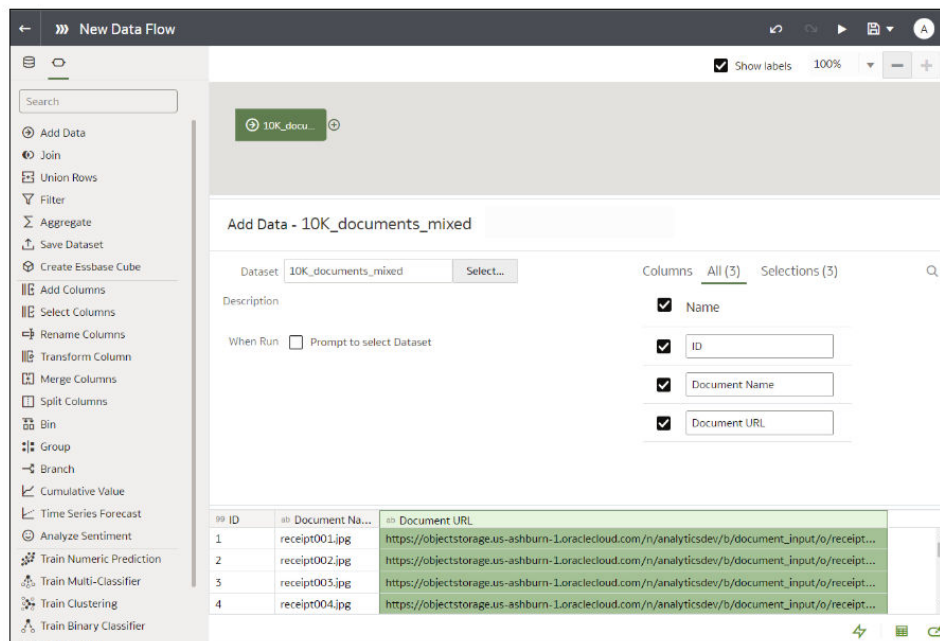 New Data Flow
A
Show labels 100%
Search
Add Data
Join
Union Rows
Filter
Aggregate
Save Dataset
Create Essbase Cube
Add Columns
Select Columns
Rename Columns
Transform Column
Merge Columns
Split Columns
Bin
Group
Branch
Cumulative Value
Time Series Forecast
Analyze Sentiment
Train Numeric Prediction
Train Multi-Classifier
Train Clustering
Train Binary Classifier
10K_docu...
Add Data - 10K_documents_mixed
Dataset 10K_documents_mixed Select...
Description
When Run Prompt to select Dataset
Columns All (3) Selections (3)
Name
ID
Document Name
Document URL
99 ID ab Document Na... ab Document URL
1 receipt001.jpg https://objectstorage.us-ashburn-1.oraclecloud.com/n/analyticsdev/b/document_input/o/receipt...
2 receipt002.jpg https://objectstorage.us-ashburn-1.oraclecloud.com/n/analyticsdev/b/document_input/o/receipt...
3 receipt003.jpg https://objectstorage.us-ashburn-1.oraclecloud.com/n/analyticsdev/b/document_input/o/receipt...
4 receipt004.jpg https://objectstorage.us-ashburn-1.oraclecloud.com/n/analyticsdev/b/document_input/o/receipt...